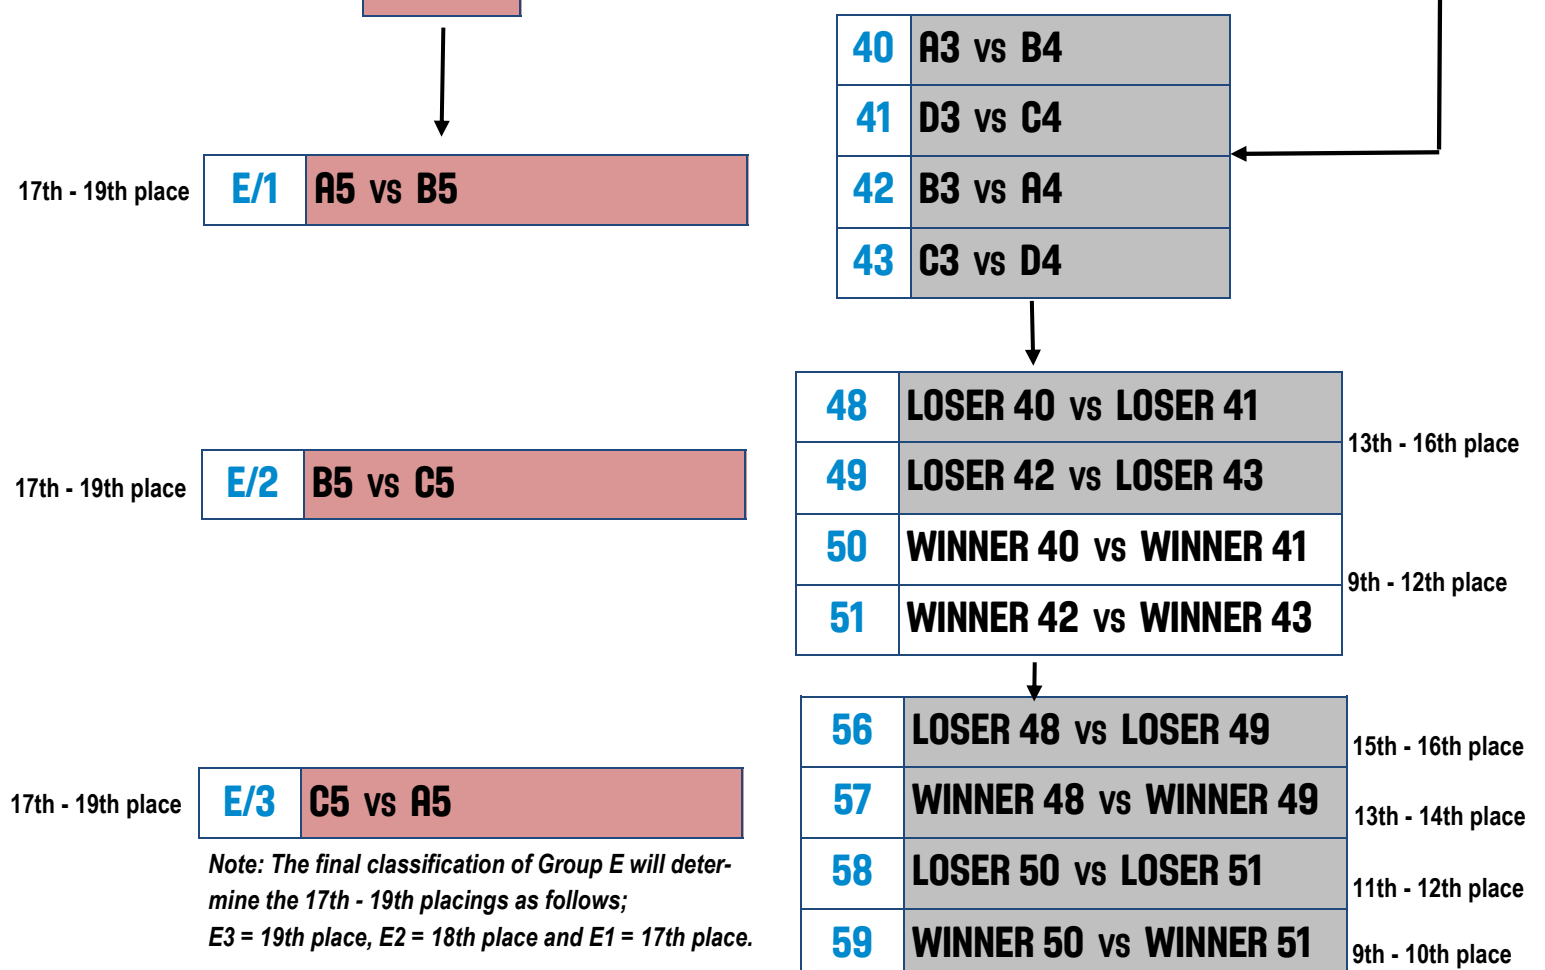 40 A3 vs B4
41 D3 vs C4
42 B3 vs A4
43 C3 vs D4
17th - 19th place E/1 A5 vs B5
48 LOSER 40 vs LOSER 41
49 LOSER 42 vs LOSER 43
13th - 16th place
50 WINNER 40 vs WINNER 41
51 WINNER 42 vs WINNER 43
9th - 12th place
17th - 19th place E/2 B5 vs C5
56 LOSER 48 vs LOSER 49 15th - 16th place
57 WINNER 48 vs WINNER 49 13th - 14th place
58 LOSER 50 vs LOSER 51 11th - 12th place
59 WINNER 50 vs WINNER 51 9th - 10th place
17th - 19th place E/3 C5 vs A5
Note: The final classification of Group E will deter-
mine the 17th - 19th placings as follows;
E3 = 19th place, E2 = 18th place and E1 = 17th place.